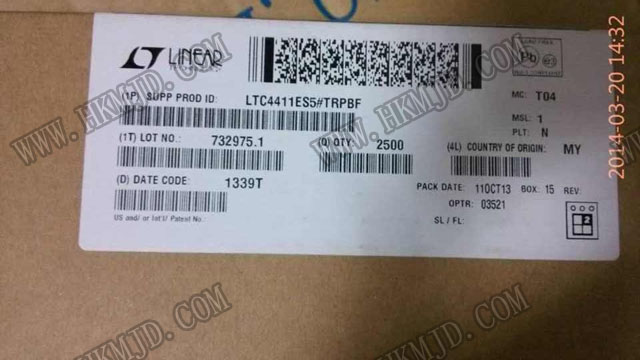 LINEAR
TECHNOLOGY
Pb e3
(1P) SUPP PROD ID: LTC4411ES5#TRPBF
MC: T04
MSL: 1
PLT: N
(1T) LOT NO.: 732975.1 (Q) QTY: 2500 (4L) COUNTRY OF ORIGIN: MY
(D) DATE CODE: 1339T
PACK DATE: 11OCT13 BOX: 15 REV:
OPTR: 03521
SL / FL:
2
US and/ or Int'l/ Patent No.
2014-03-20 14:32
WWW.HKMJD.COM
WWW.HKMJD.COM
WWW.HKMJD.COM
WWW.HKMJD.COM
WWW.HKMJD.COM
WWW.HKMJD.COM